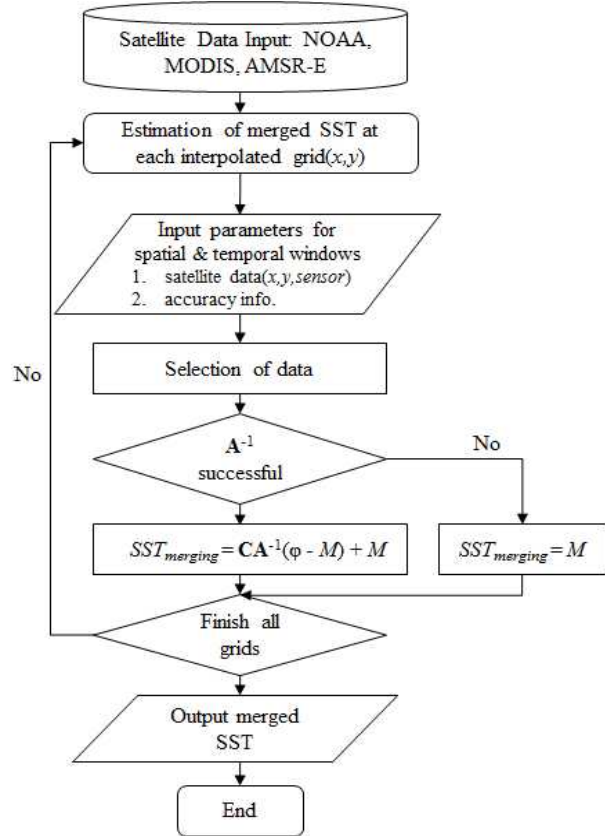 Satellite Data Input: NOAA,
MODIS, AMSR-E
Estimation of merged SST at
each interpolated grid(x,y)
Input parameters for
spatial & temporal windows
1. satellite data(x,y,sensor)
2. accuracy info.
No
Selection of data
A⁻¹
successful
No
SST_merging = CA⁻¹(φ - M) + M
SST_merging = M
Finish all
grids
Output merged
SST
End